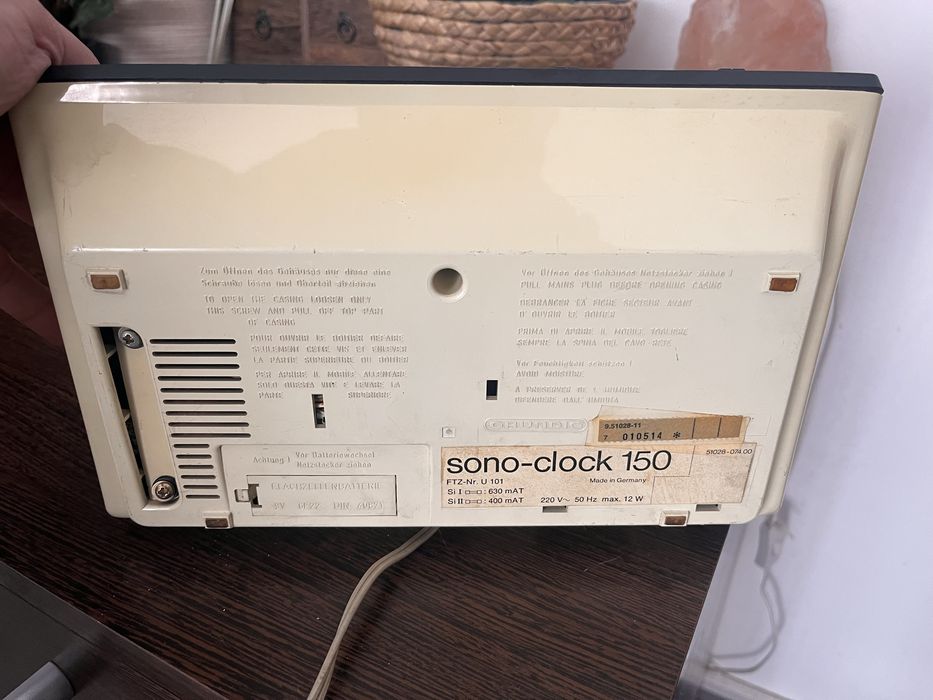 Zum Öffnen des Gehäuses nur diese eine
Schraube lösen und Oberteil abziehen
TO OPEN THE CASING LOOSEN ONLY
THIS SCREW AND PULL OFF TOP PART
OF CASING
POUR OUVRIR LE BOITIER DEFAIRE
SEULEMENT CETTE VIS ET ENLEVER
LA PARTIE SUPERIEURE DU BOITIER
PER APRIRE IL MOBILE ALLENTARE
SOLO QUESTA VITE E LEVARE LA
PARTE SUPERIORE
Vor Öffnen des Gehäuses Netzstecker ziehen !
PULL MAINS PLUG BEFORE OPENING CASING
DEBRANCHER LA FICHE SECTEUR AVANT
D'OUVRIR LE BOITIER
PRIMA DI APRIRE IL MOBILE TOGLIERE
SEMPRE LA SPINA DEL CAVO RETE
Vor Feuchtigkeit schützen !
AVOID MOISTURE
A PRESERVER DE L'HUMIDITE
DIFENDERE DALL'UMIDITA
GRUNDIG
9.51028-11
7 010514 *
Achtung ! Vor Batteriewechsel
Netzstecker ziehen
FLACHZELLENBATTERIE
9V 6F22 DIN 40871
sono-clock 150
51028-074.00
FTZ-Nr. U 101
Made in Germany
Si I : 630 mAT
Si II : 400 mAT
220 V~ 50 Hz max. 12 W